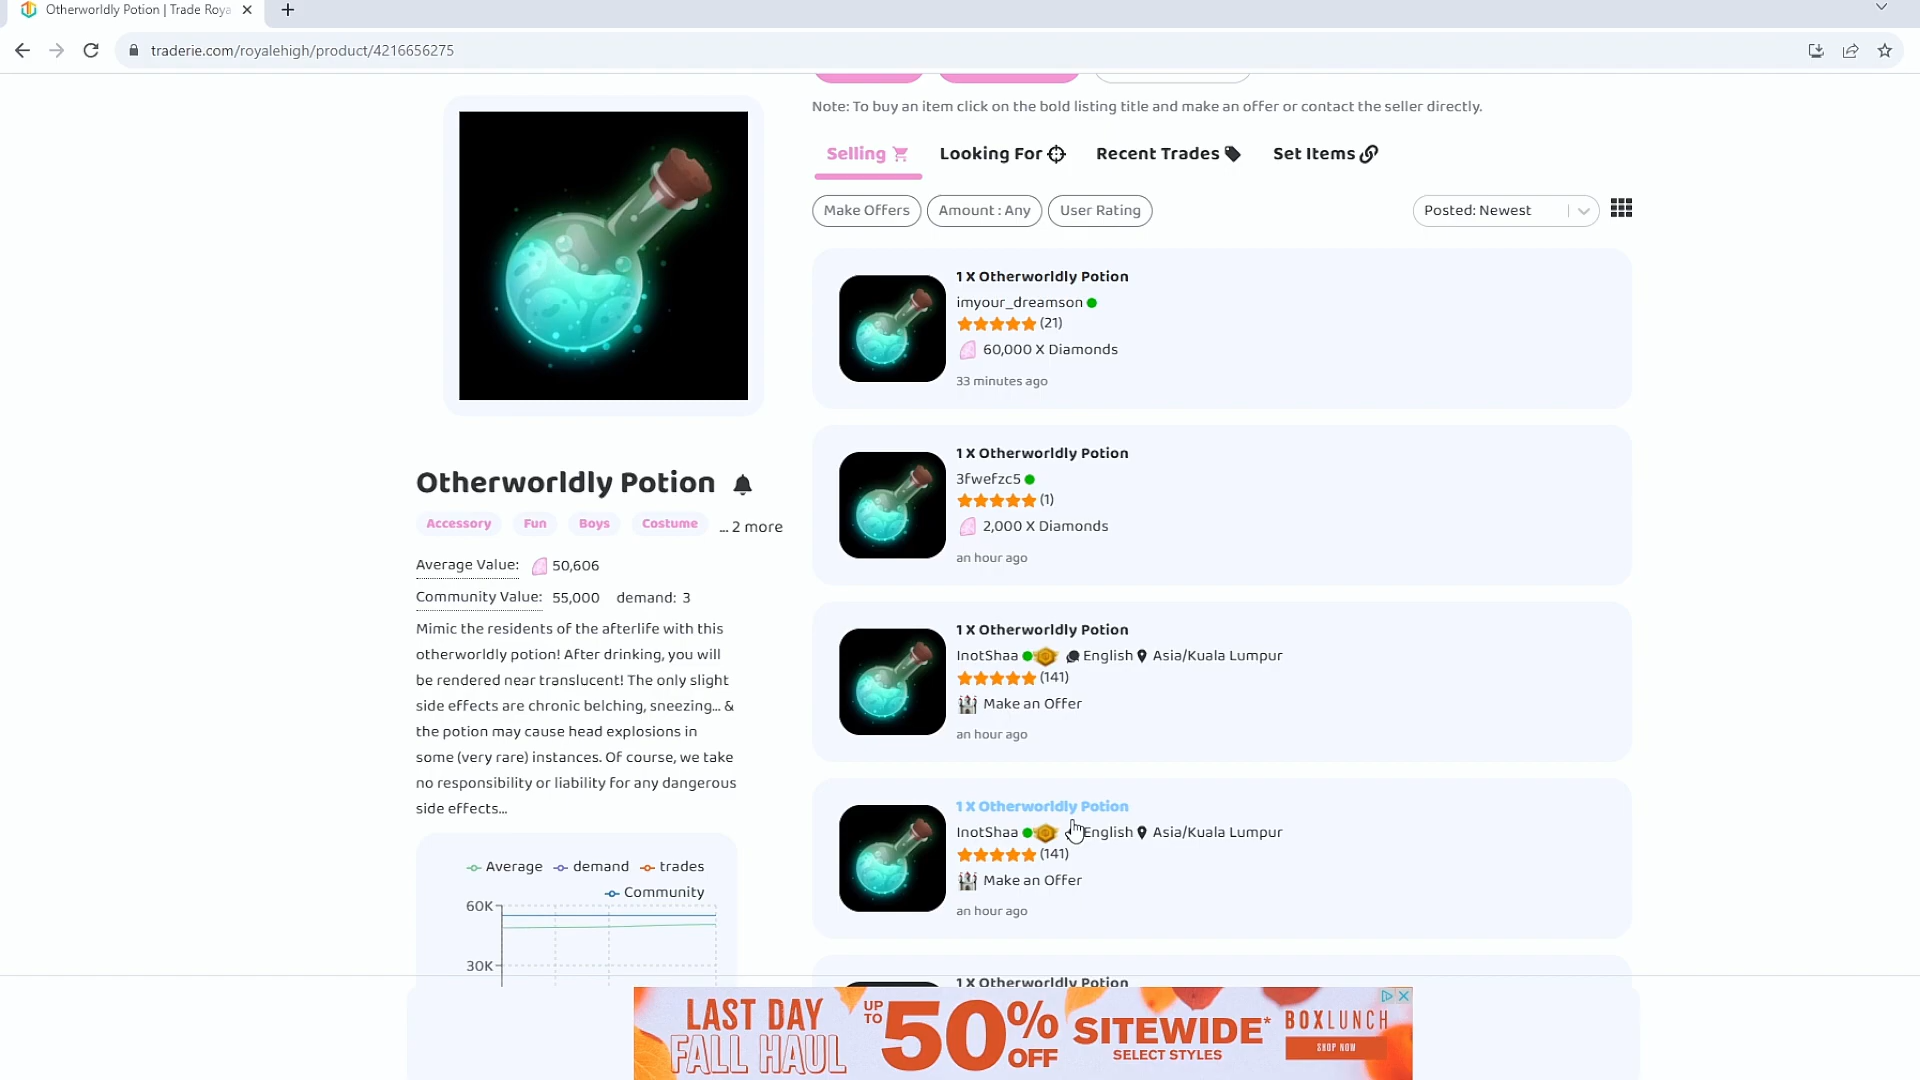 Otherworldly Potion | Trade Roya
traderie.com/royalehigh/product/4216656275
Note: To buy an item click on the bold listing title and make an offer or contact the seller directly.
Selling
Looking For
Recent Trades
Set Items
Make Offers
Amount : Any
User Rating
Posted: Newest
1 X Otherworldly Potion
imyour_dreamson
(21)
60,000 X Diamonds
33 minutes ago
1 X Otherworldly Potion
3fwefzc5
(1)
2,000 X Diamonds
an hour ago
1 X Otherworldly Potion
InotShaa English Asia/Kuala Lumpur
(141)
Make an Offer
an hour ago
1 X Otherworldly Potion
InotShaa English Asia/Kuala Lumpur
(141)
Make an Offer
an hour ago
1 X Otherworldly Potion
Otherworldly Potion
Accessory Fun Boys Costume ... 2 more
Average Value: 50,606
Community Value: 55,000 demand: 3
Mimic the residents of the afterlife with this
otherworldly potion! After drinking, you will
be rendered near translucent! The only slight
side effects are chronic belching, sneezing... &
the potion may cause head explosions in
some (very rare) instances. Of course, we take
no responsibility or liability for any dangerous
side effects...
Average demand trades
Community
60K
30K
LAST DAY
FALL HAUL
UP
TO
50%
OFF
SITEWIDE*
SELECT STYLES
BOXLUNCH
SHOP NOW